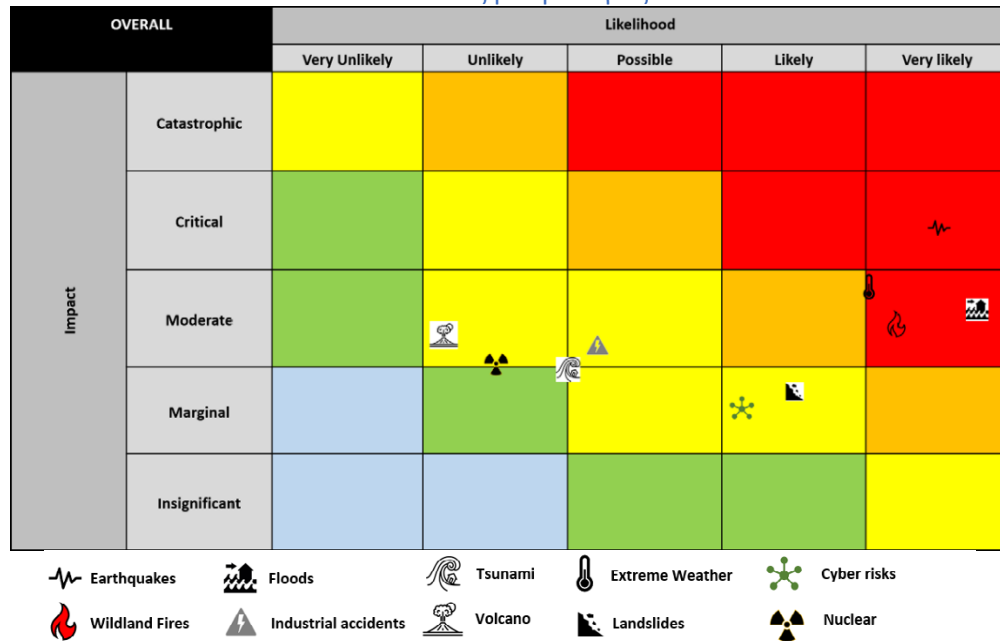 OVERALL
Likelihood
Very Unlikely
Unlikely
Possible
Likely
Very likely
Impact
Catastrophic
Critical
Moderate
Marginal
Insignificant
Earthquakes
Floods
Tsunami
Extreme Weather
Cyber risks
Wildland Fires
Industrial accidents
Volcano
Landslides
Nuclear